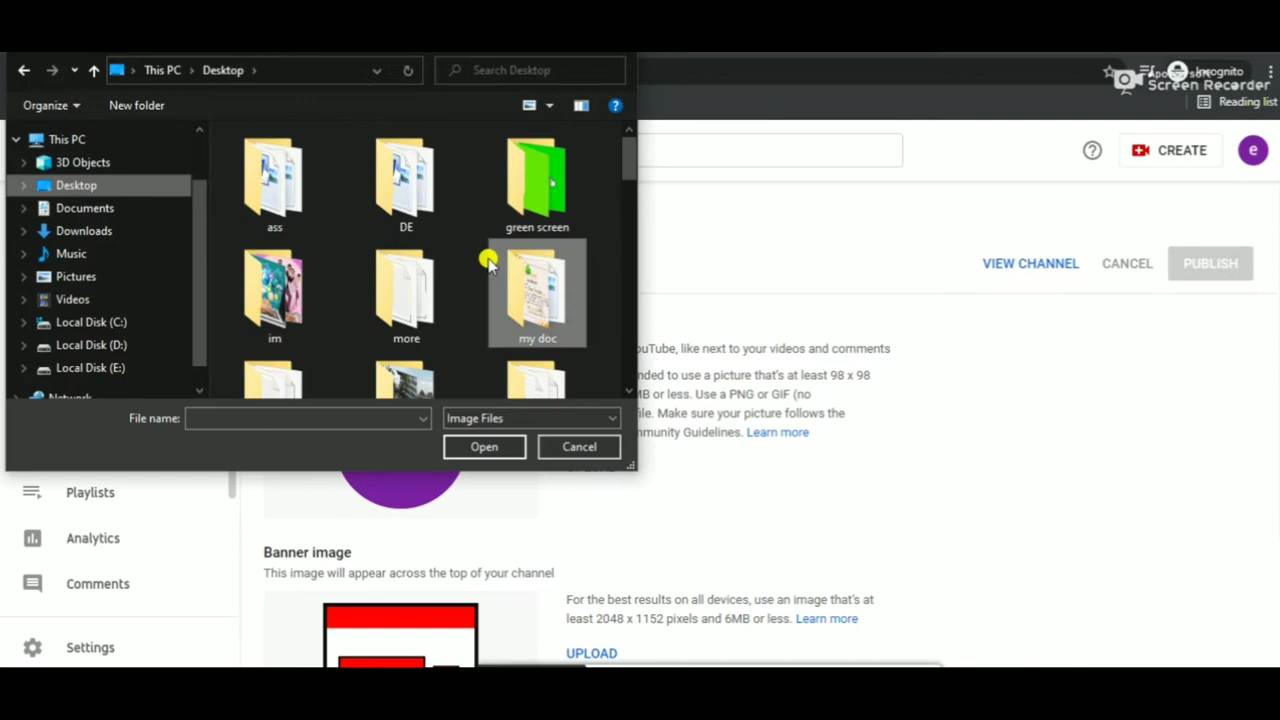 This PC
Desktop
Search Desktop
Incognito
Screen Recorder
Reading list
Organize
New folder
This PC
3D Objects
Desktop
Documents
Downloads
Music
Pictures
Videos
Local Disk (C:)
Local Disk (D:)
Local Disk (E:)
ass
DE
green screen
im
more
my doc
File name:
Image Files
Open
Cancel
CREATE
e
VIEW CHANNEL
CANCEL
PUBLISH
like next to your videos and comments
to use a picture that's at least 98 x 98
or less. Use a PNG or GIF (no
file. Make sure your picture follows the
Guidelines. Learn more
Playlists
Analytics
Comments
Settings
Banner image
This image will appear across the top of your channel
For the best results on all devices, use an image that's at
least 2048 x 1152 pixels and 6MB or less. Learn more
UPLOAD